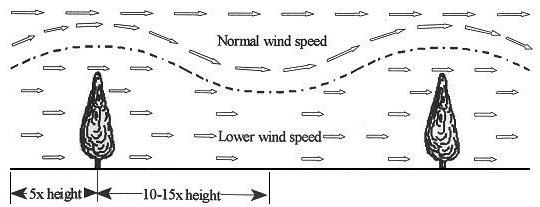 Normal wind speed
Lower wind speed
5x height
10-15x height